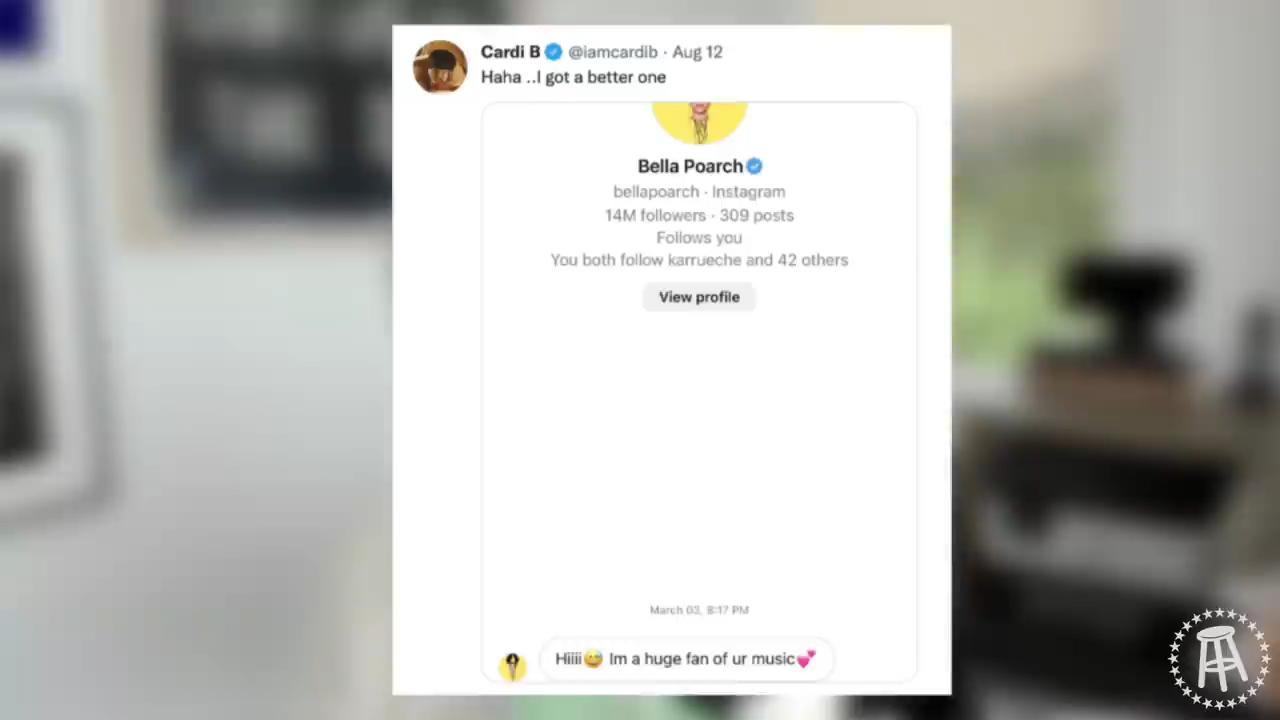 Cardi B @iamcardib · Aug 12
Haha ..I got a better one
Bella Poarch
bellapoarch · Instagram
14M followers · 309 posts
Follows you
You both follow karrueche and 42 others
View profile
March 03, 8:17 PM
Hiiii😅 Im a huge fan of ur music💕